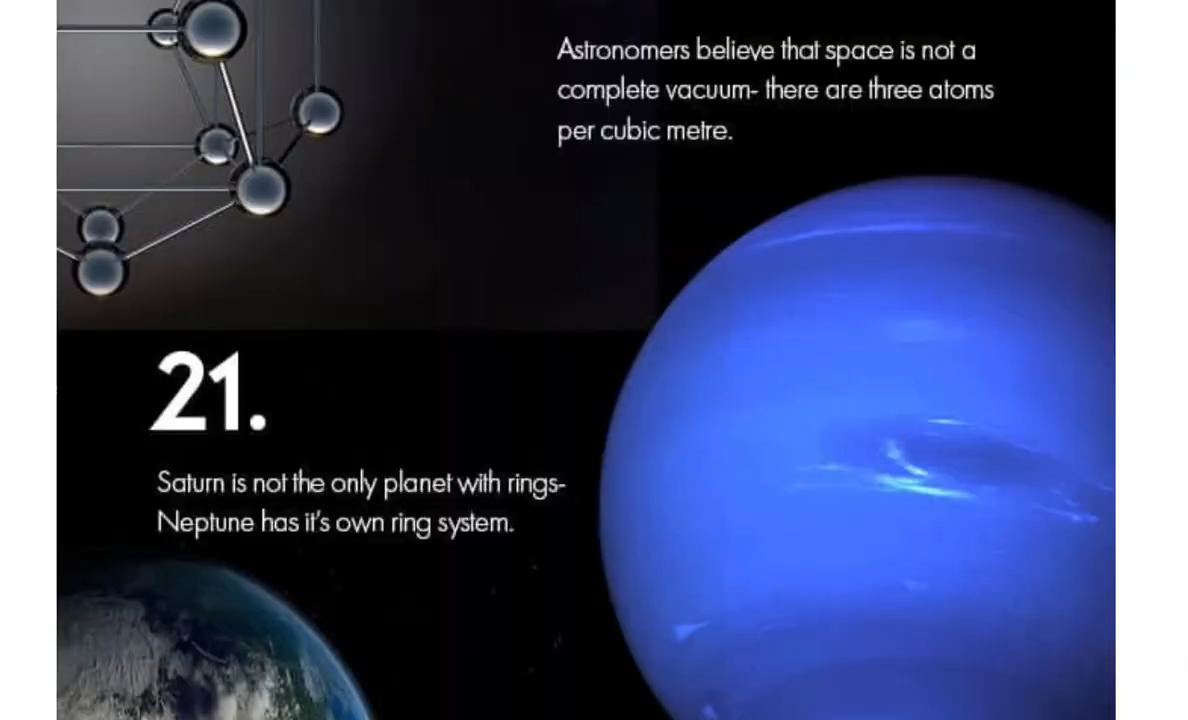 Astronomers believe that space is not a
complete vacuum- there are three atoms
per cubic metre.
21.
Saturn is not the only planet with rings-
Neptune has it's own ring system.